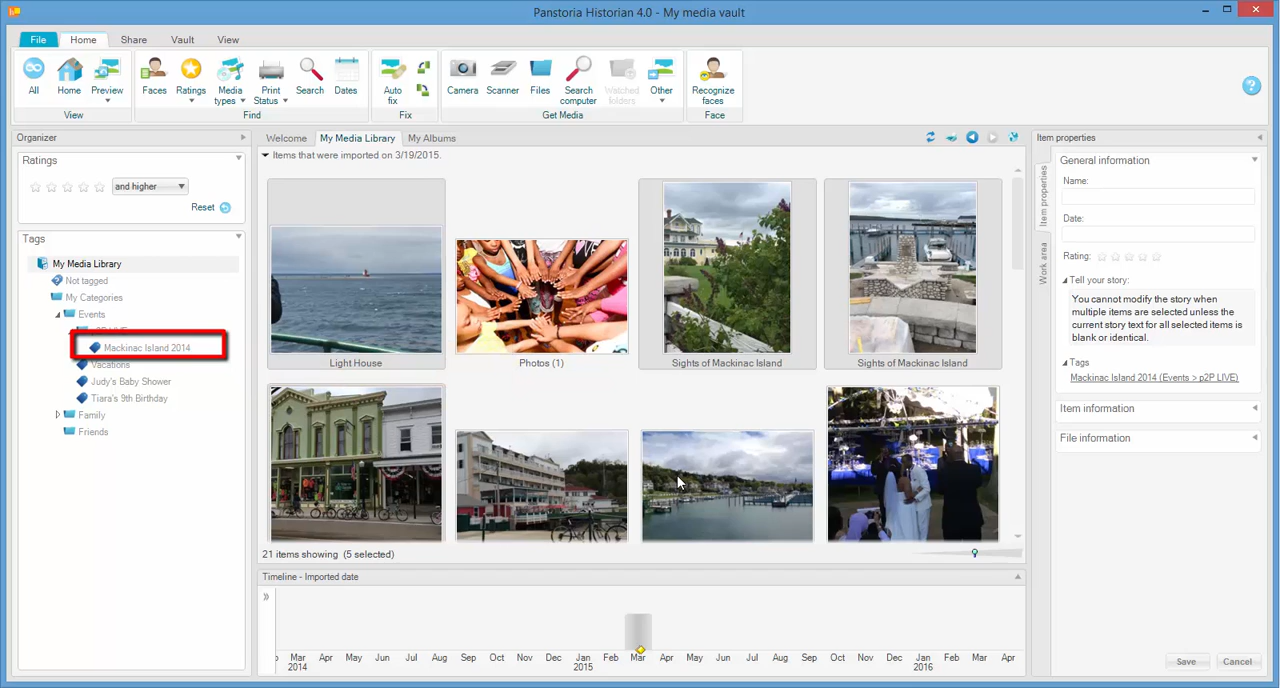 Panstoria Historian 4.0 - My media vault
File Home Share Vault View
All Home Preview Faces Ratings Media types Print Status Search Dates Auto fix Camera Scanner Files Search computer Watched folders Other Recognize faces
View Find Fix Get Media Face
Organizer
Ratings
and higher
Reset
Tags
My Media Library
Not tagged
My Categories
Events
p2P LIVE
Mackinac Island 2014
Vacations
Judy's Baby Shower
Tiara's 9th Birthday
Family
Friends
Welcome My Media Library My Albums
Items that were imported on 3/19/2015.
Light House
Photos (1)
Sights of Mackinac Island
Sights of Mackinac Island
21 items showing (5 selected)
Timeline - Imported date
»
Mar Apr May Jun Jul Aug Sep Oct Nov Dec Jan Feb Mar Apr May Jun Jul Aug Sep Oct Nov Dec Jan Feb Mar Apr
2014 2015 2016
Item properties
Item properties
Work area
General information
Name:
Date:
Rating:
Tell your story:
You cannot modify the story when
multiple items are selected unless the
current story text for all selected items is
blank or identical.
Tags
Mackinac Island 2014 (Events > p2P LIVE)
Item information
File information
Save Cancel